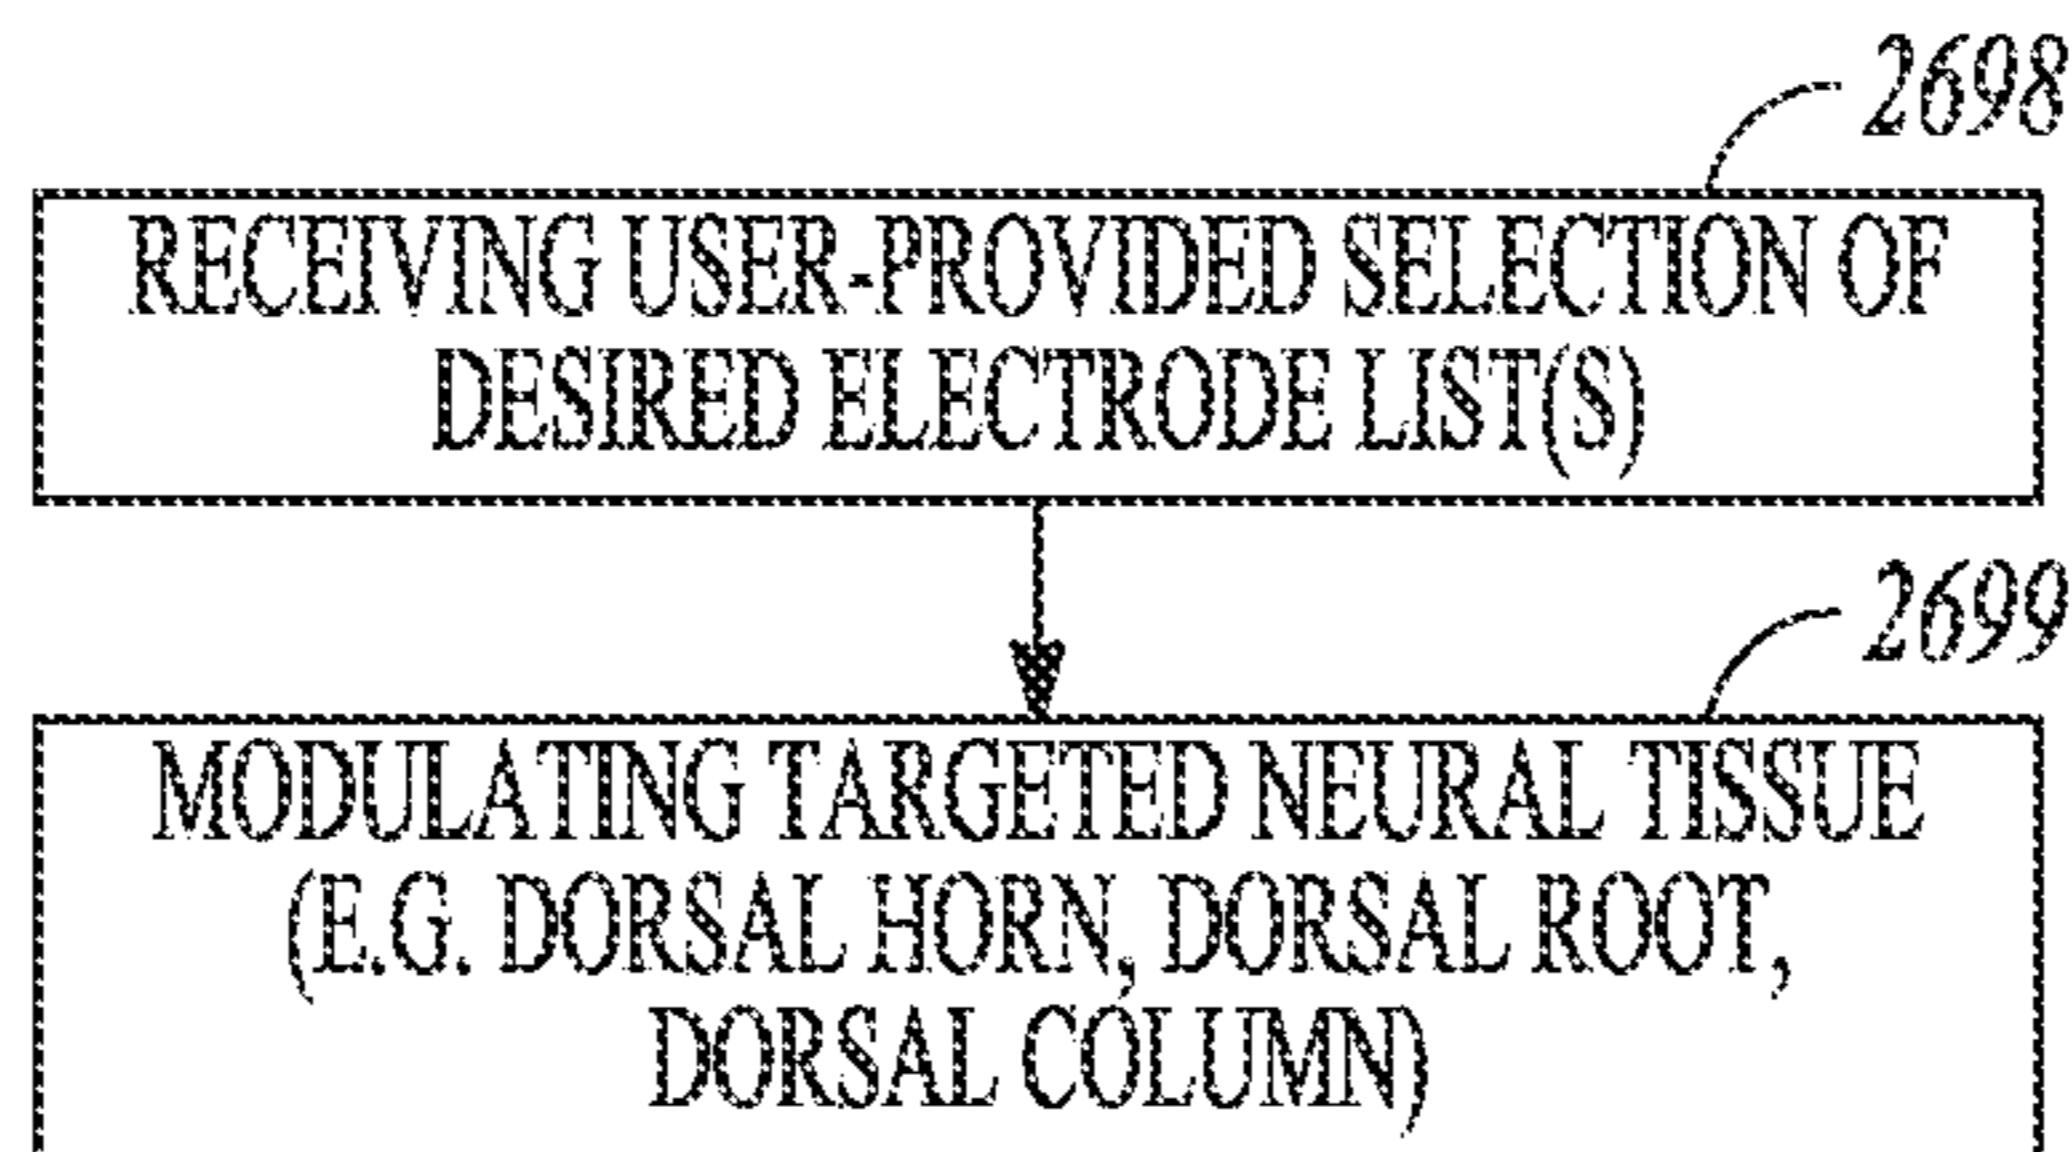 2698
RECEIVING USER-PROVIDED SELECTION OF
DESIRED ELECTRODE LIST(S)
2699
MODULATING TARGETED NEURAL TISSUE
(E.G. DORSAL HORN, DORSAL ROOT,
DORSAL COLUMN)